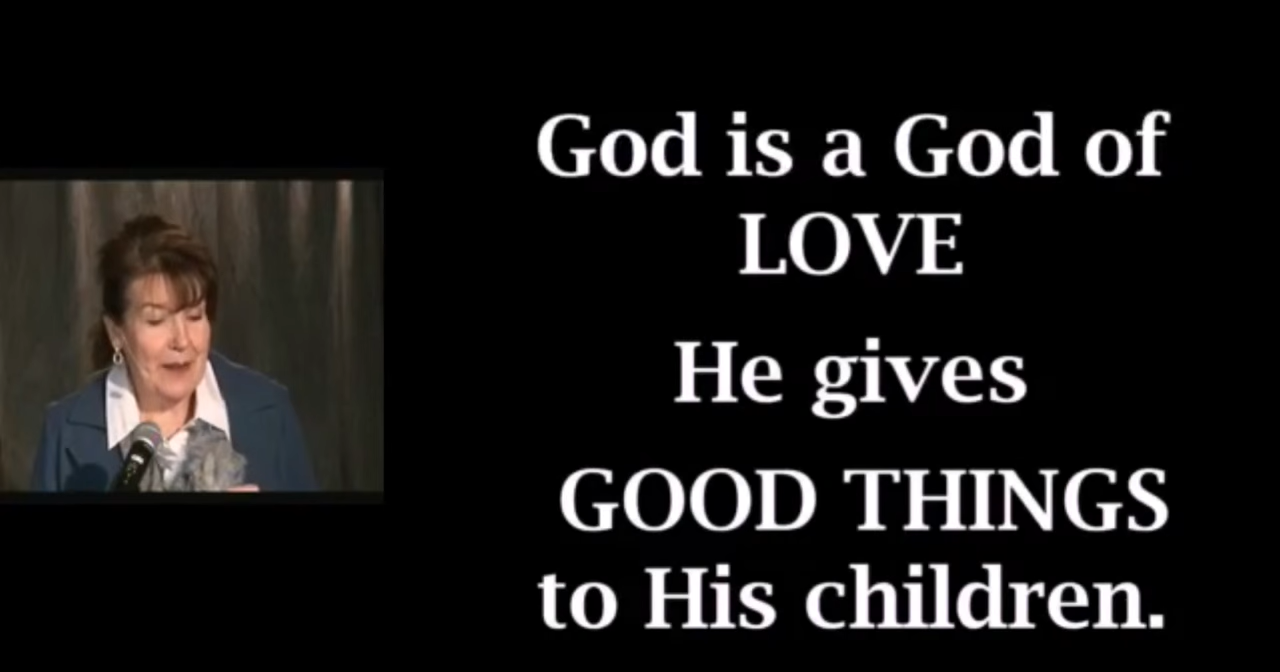 God is a God of
LOVE
He gives
GOOD THINGS
to His children.